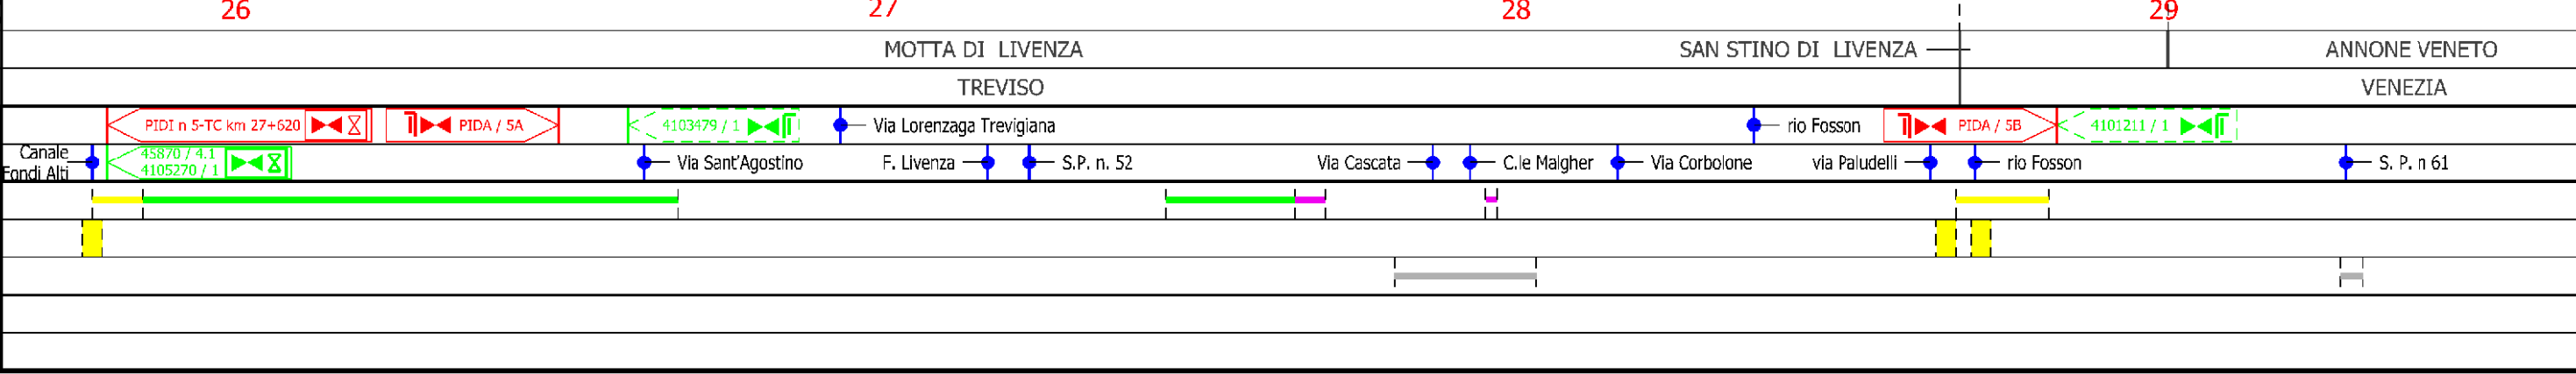 26 27 28 29
MOTTA DI LIVENZA SAN STINO DI LIVENZA ANNONE VENETO
TREVISO VENEZIA
PIDI n 5-TC km 27+620 PIDA / 5A 4103479 / 1 Via Lorenzaga Trevigiana rio Fosson PIDA / 5B 4101211 / 1
Canale
Fondi Alti
45870 / 4.1
4105270 / 1
Via Sant'Agostino F. Livenza S.P. n. 52 Via Cascata C.le Malgher Via Corbolone via Paludelli rio Fosson S. P. n 61